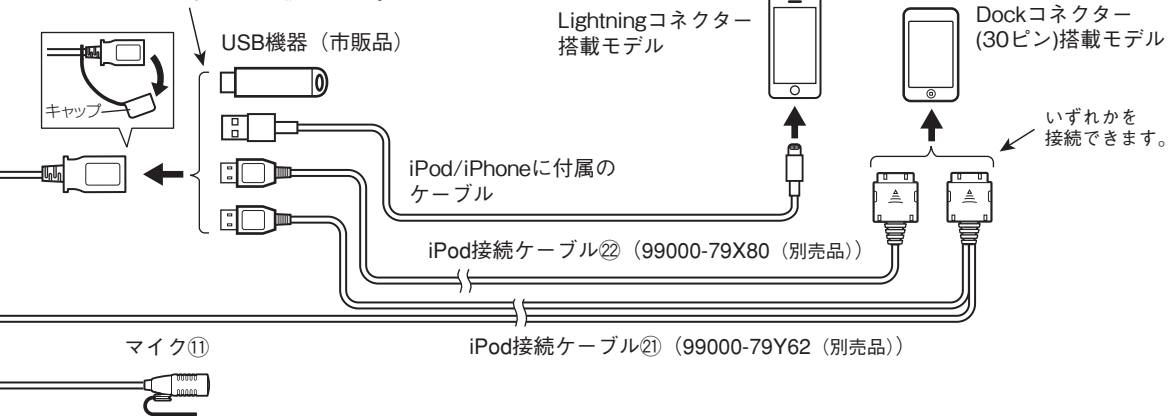 Lightningコネクター
搭載モデル
Dockコネクター
(30ピン)搭載モデル
USB機器（市販品）
キャップ
いずれかを
接続できます。
iPod/iPhoneに付属の
ケーブル
iPod接続ケーブル㉒（99000-79X80（別売品））
iPod接続ケーブル㉑（99000-79Y62（別売品））
マイク⑪